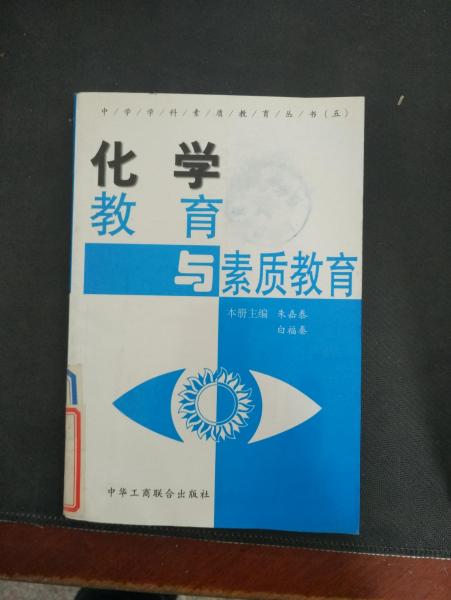 中/学/学/科/素/质/教/育/丛/书(五)
化学
教育
与素质教育
本册主编 朱嘉泰
白福秦
中华工商联合出版社